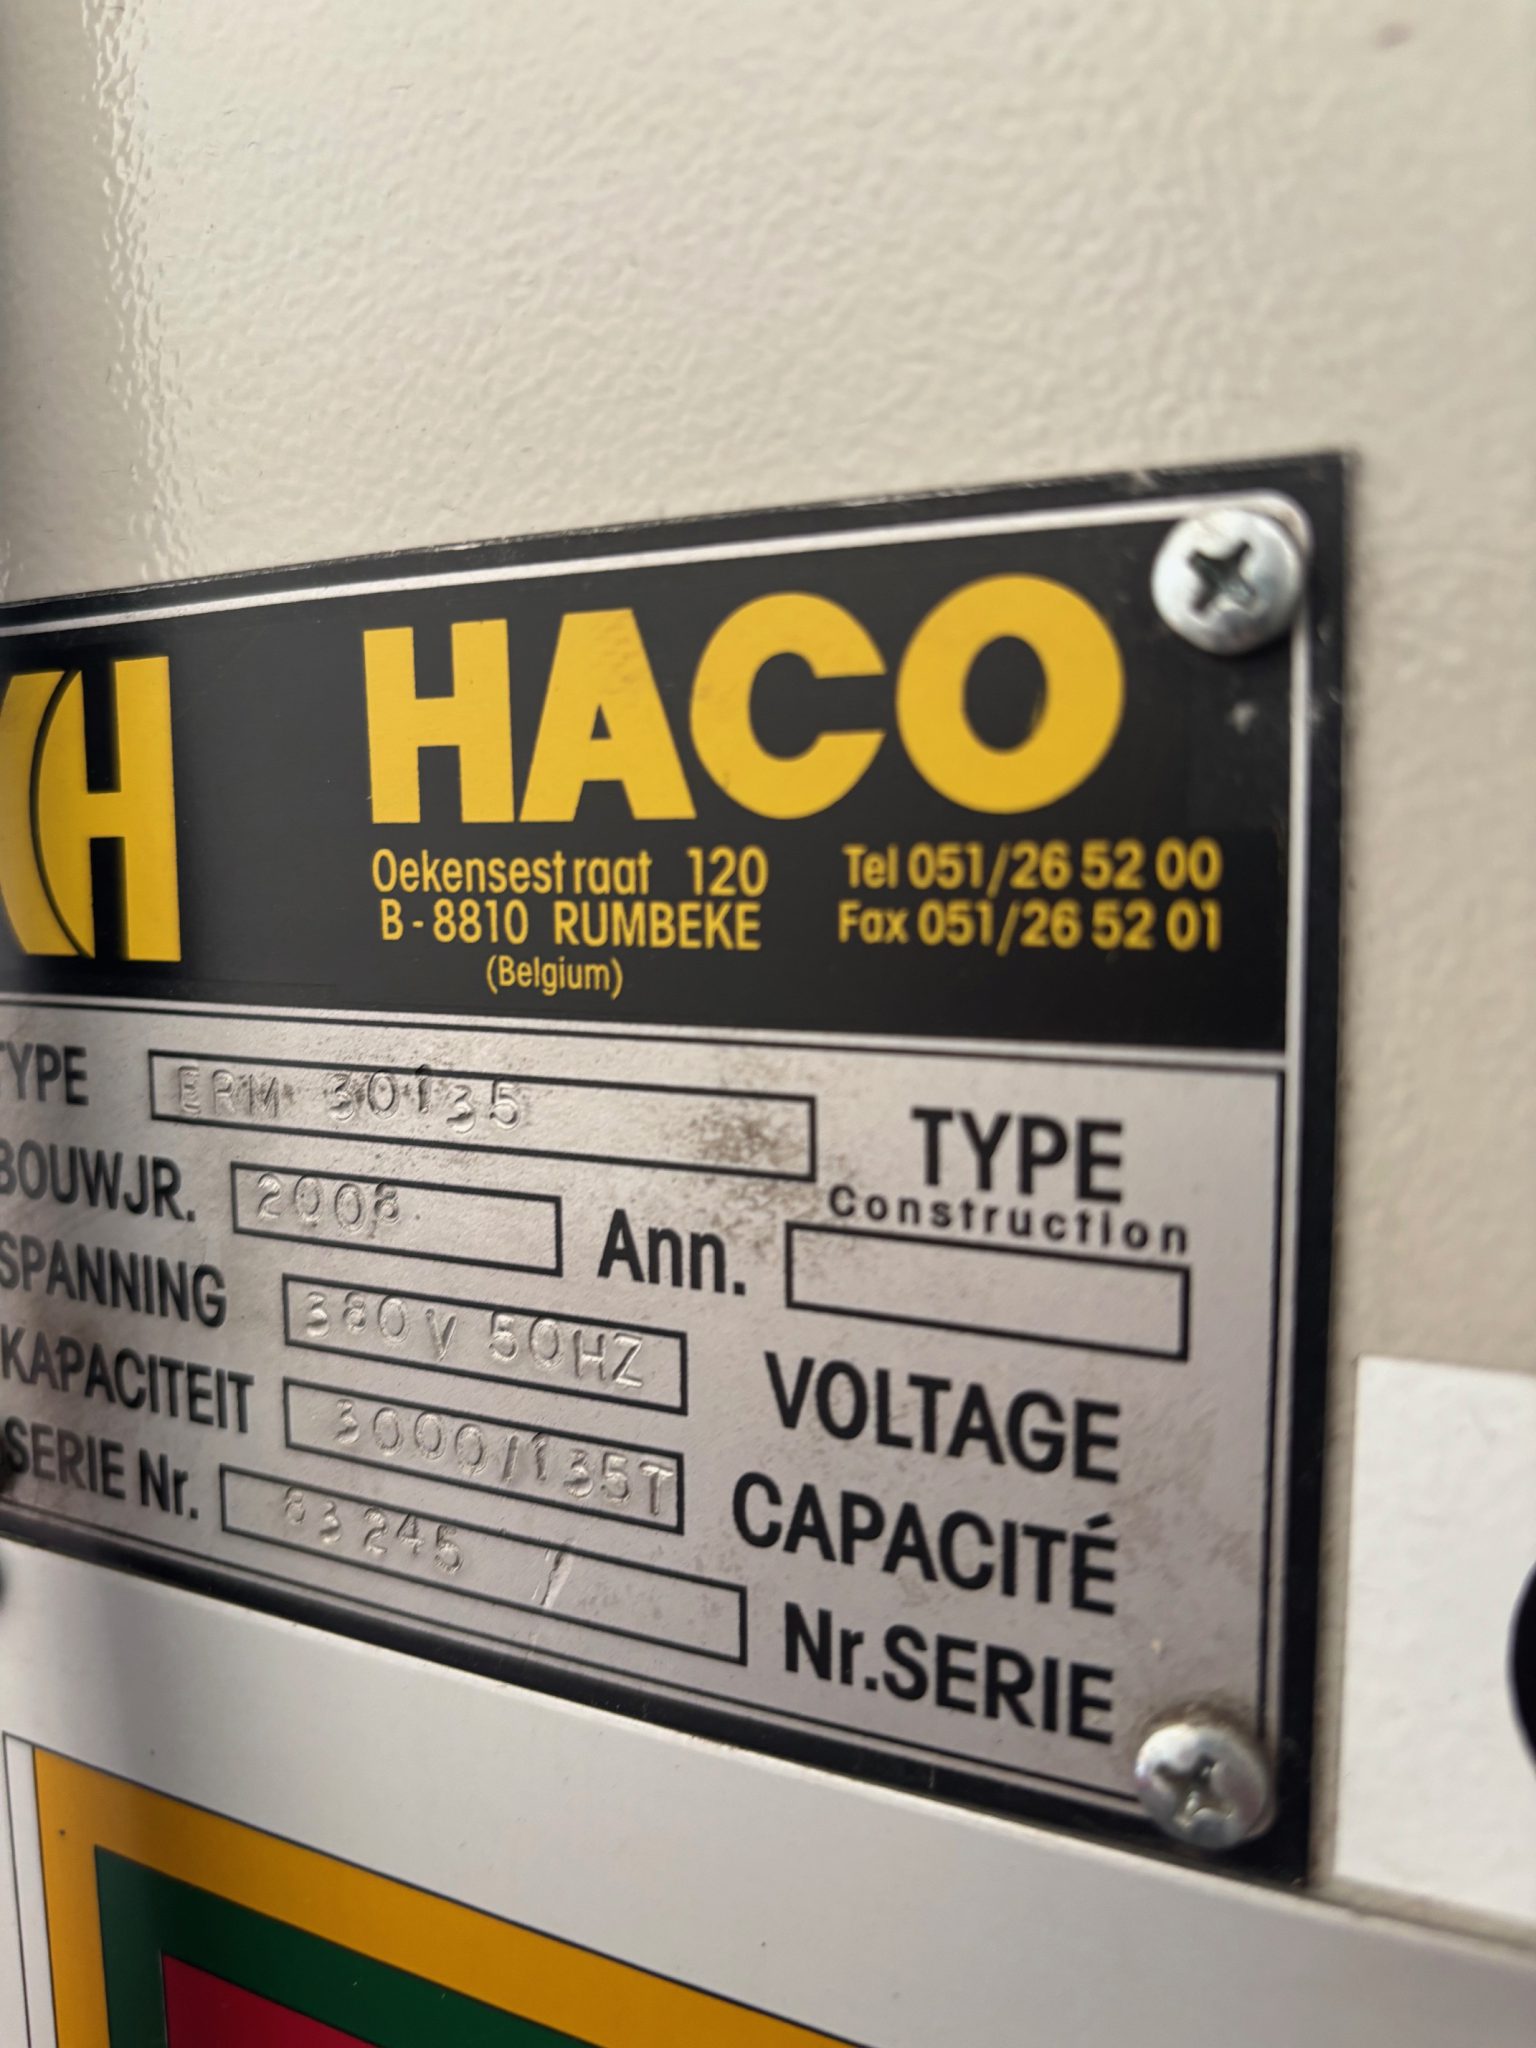 HACO
Oekensestraat 120 Tel 051/26 52 00
B-8810 RUMBEKE Fax 051/26 52 01
(Belgium)
TYPE ERM 30135 TYPE
Construction
BOUWJR. 2008 Ann.
SPANNING 380V 50HZ VOLTAGE
KAPACITEIT 3000/135T CAPACITÉ
SERIE Nr. 83245 / Nr.SERIE